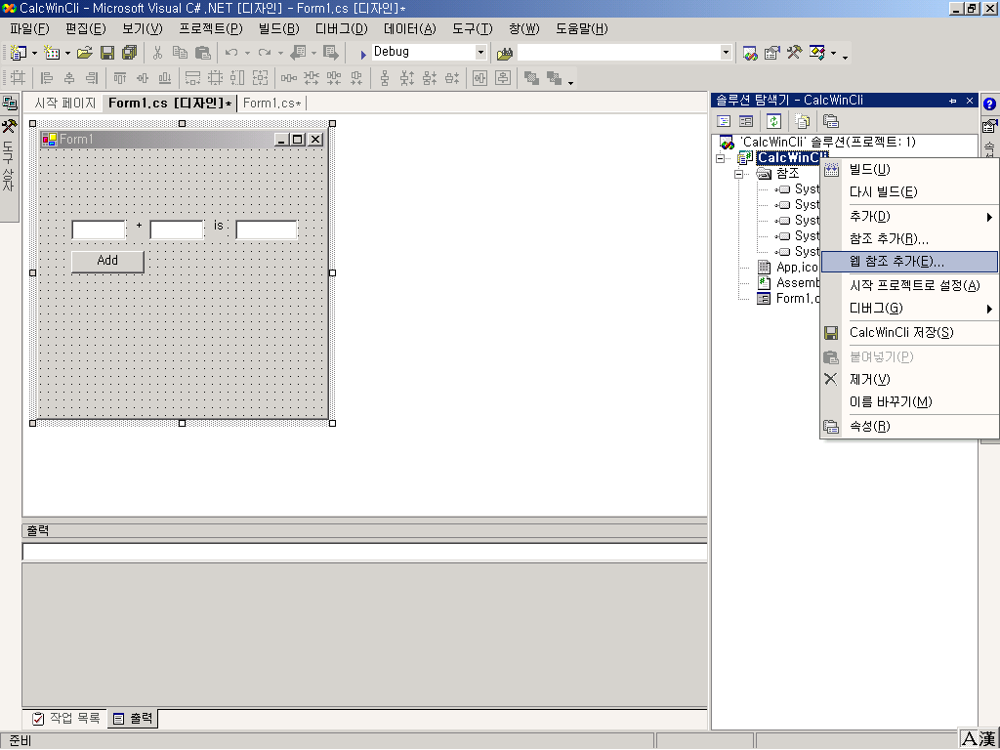 CalcWinCli - Microsoft Visual C# .NET [디자인] - Form1.cs [디자인]*
파일(F) 편집(E) 보기(V) 프로젝트(P) 빌드(B) 디버그(D) 데이터(A) 도구(T) 창(W) 도움말(H)
Debug
시작 페이지 Form1.cs [디자인]* Form1.cs*
도구 상자
Form1
+ is
Add
출력
작업 목록 출력
준비
솔루션 탐색기 - CalcWinCli
'CalcWinCli' 솔루션(프로젝트: 1)
CalcWinCli
참조
Syst
Syst
Syst
Syst
Syst
App.ico
Assemb
Form1.c
빌드(U)
다시 빌드(E)
추가(D)
참조 추가(R)...
웹 참조 추가(E)...
시작 프로젝트로 설정(A)
디버그(G)
CalcWinCli 저장(S)
붙여넣기(P)
제거(V)
이름 바꾸기(M)
속성(R)
속
A漢